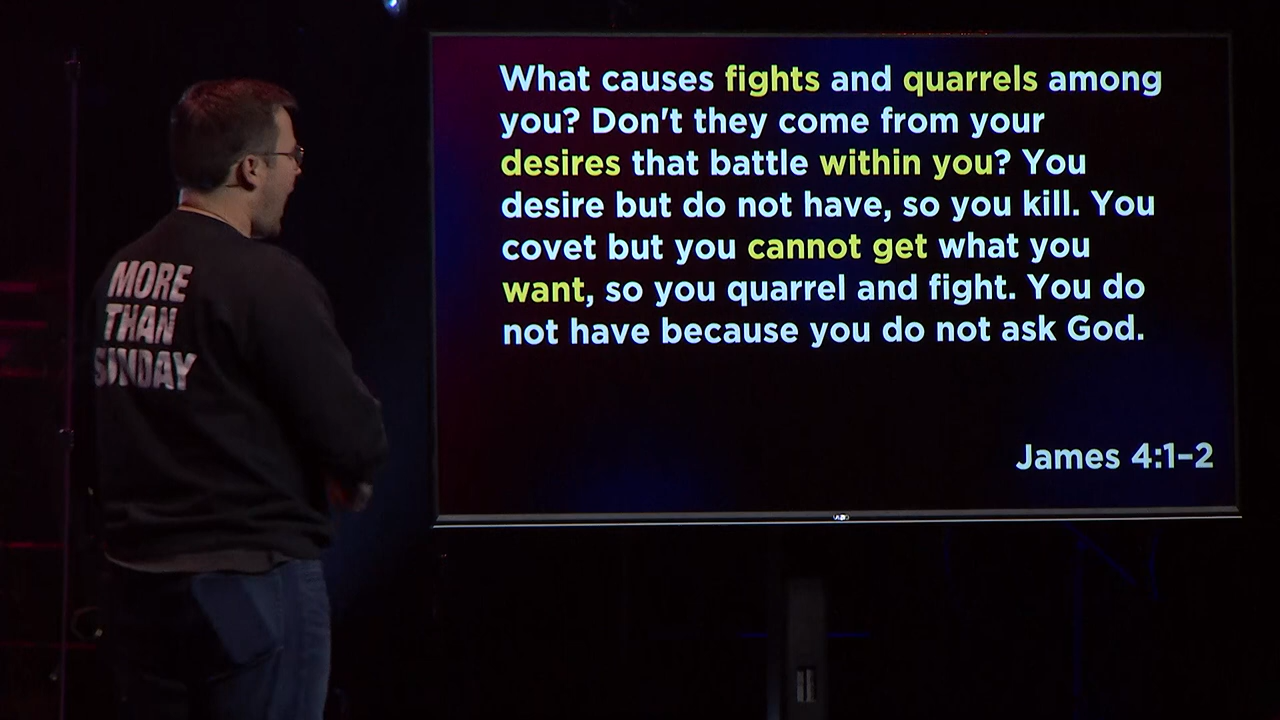 What causes fights and quarrels among
you? Don't they come from your
desires that battle within you? You
desire but do not have, so you kill. You
covet but you cannot get what you
want, so you quarrel and fight. You do
not have because you do not ask God.
James 4:1–2
MORE
THAN
SUNDAY
VIZIO